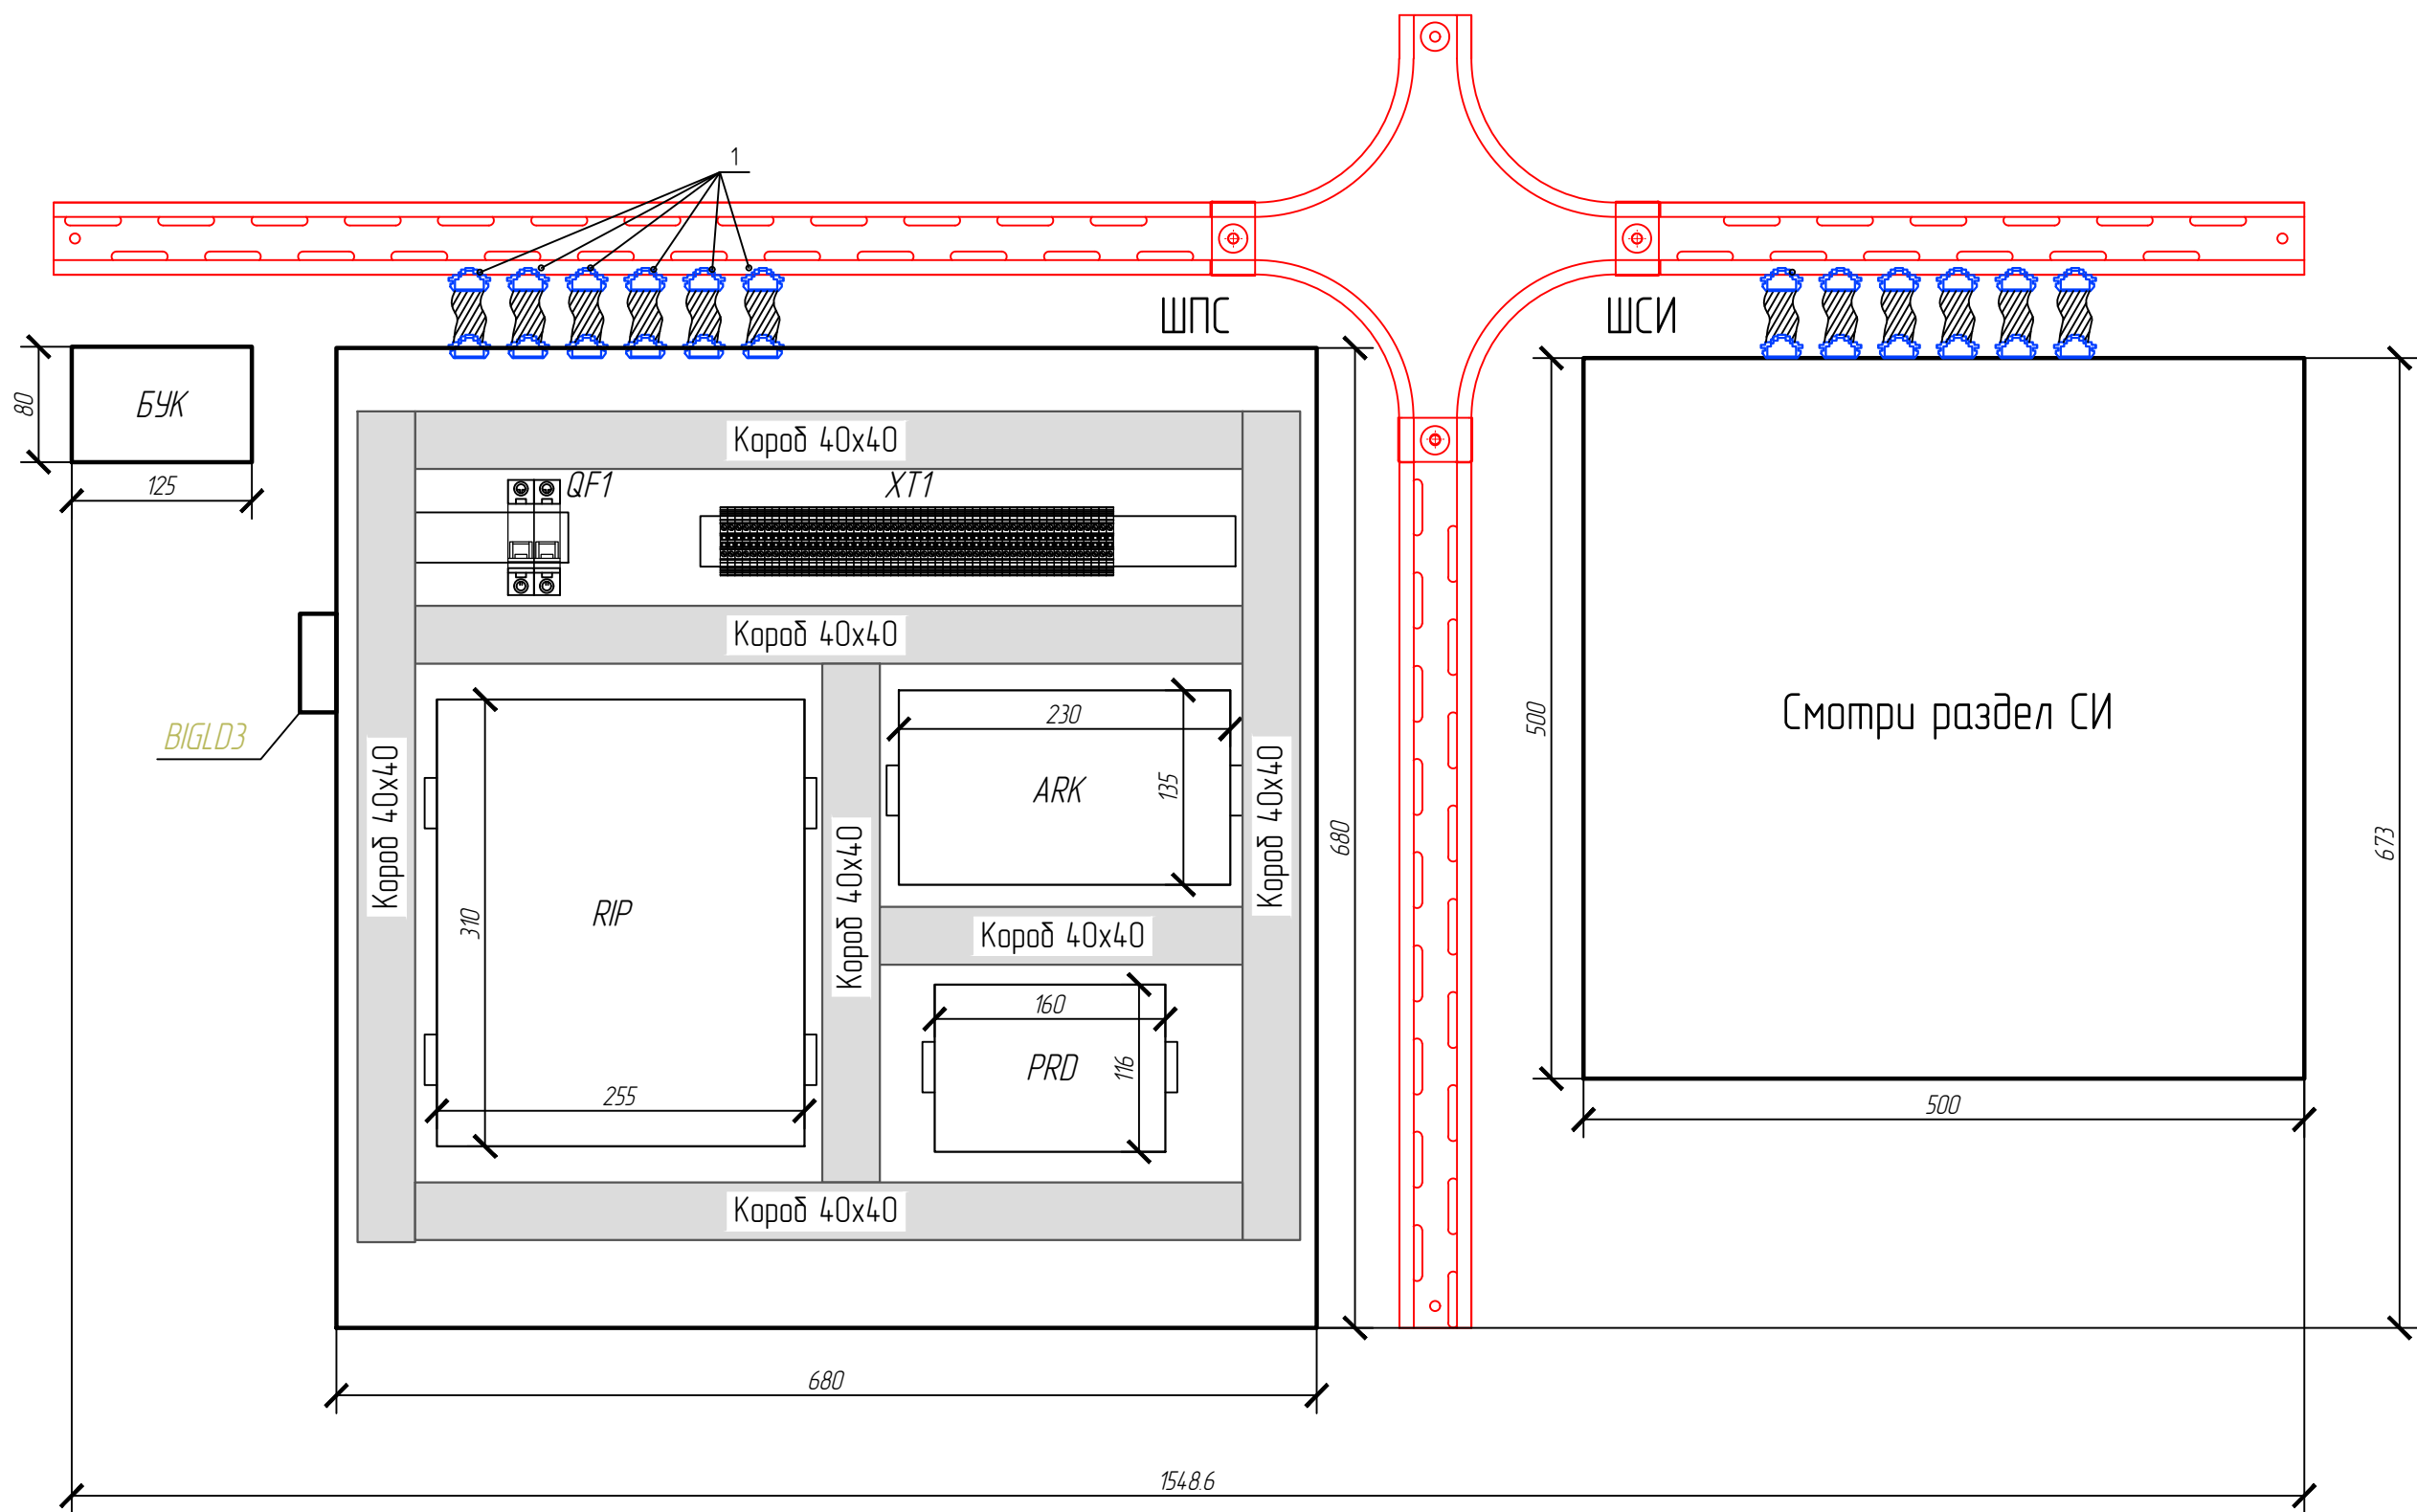 1
ШПС
ШСИ
80
БУК
125
Короб 40х40
QF1
XT1
Короб 40х40
BIGLD3
Короб 40х40
310
RIP
255
Короб 40х40
230
135
ARK
Короб 40х40
Короб 40х40
160
116
PRD
Короб 40х40
680
680
500
Смотри раздел СИ
500
673
1548.6